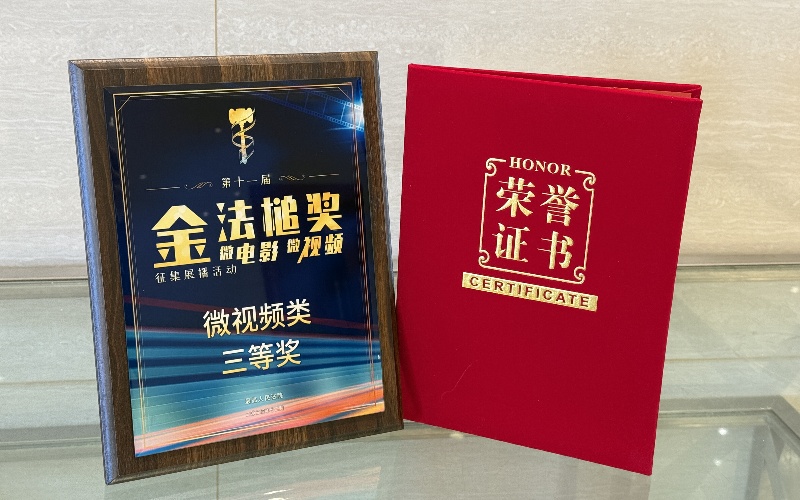 第十一届
金法槌奖
微电影 微视频
征集展播活动
微视频类
三等奖
HONOR
荣誉
证书
CERTIFICATE